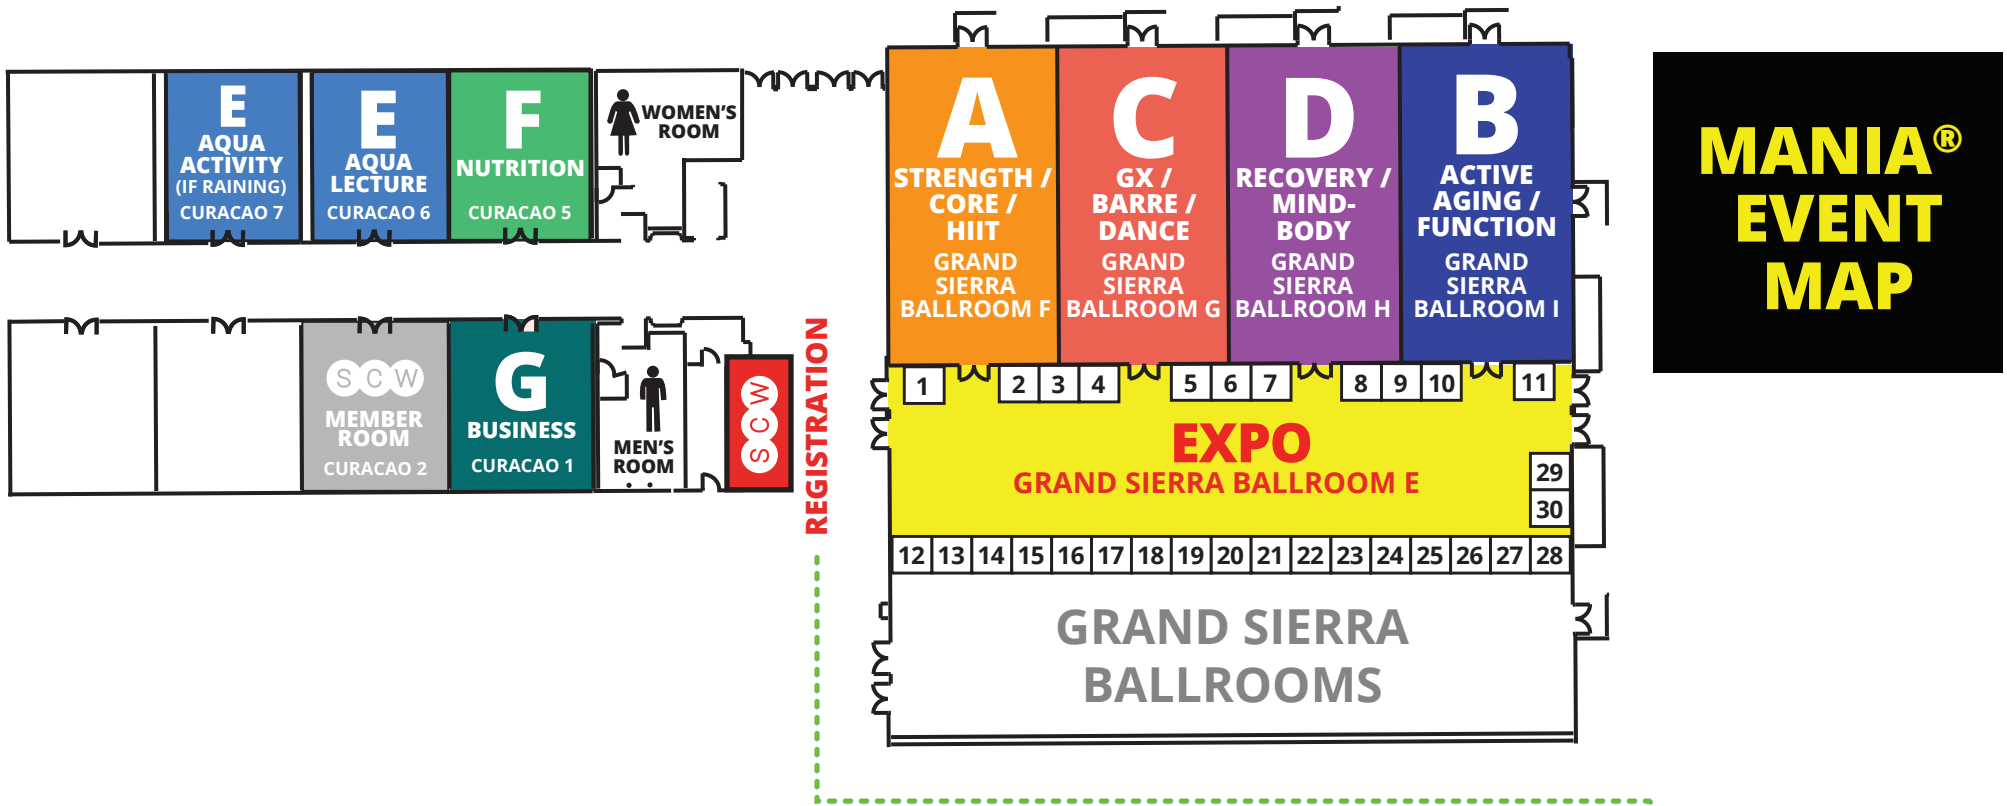 E
AQUA
ACTIVITY
(IF RAINING)
CURACAO 7
E
AQUA
LECTURE
CURACAO 6
F
NUTRITION
CURACAO 5
WOMEN'S
ROOM
A
STRENGTH /
CORE /
HIIT
GRAND
SIERRA
BALLROOM F
C
GX /
BARRE /
DANCE
GRAND
SIERRA
BALLROOM G
D
RECOVERY /
MIND-
BODY
GRAND
SIERRA
BALLROOM H
B
ACTIVE
AGING /
FUNCTION
GRAND
SIERRA
BALLROOM I
MANIA®
EVENT
MAP
SCW
MEMBER
ROOM
CURACAO 2
G
BUSINESS
CURACAO 1
MEN'S
ROOM
SCW
REGISTRATION
1 2 3 4 5 6 7 8 9 10 11
EXPO
GRAND SIERRA BALLROOM E
29
30
12 13 14 15 16 17 18 19 20 21 22 23 24 25 26 27 28
GRAND SIERRA
BALLROOMS